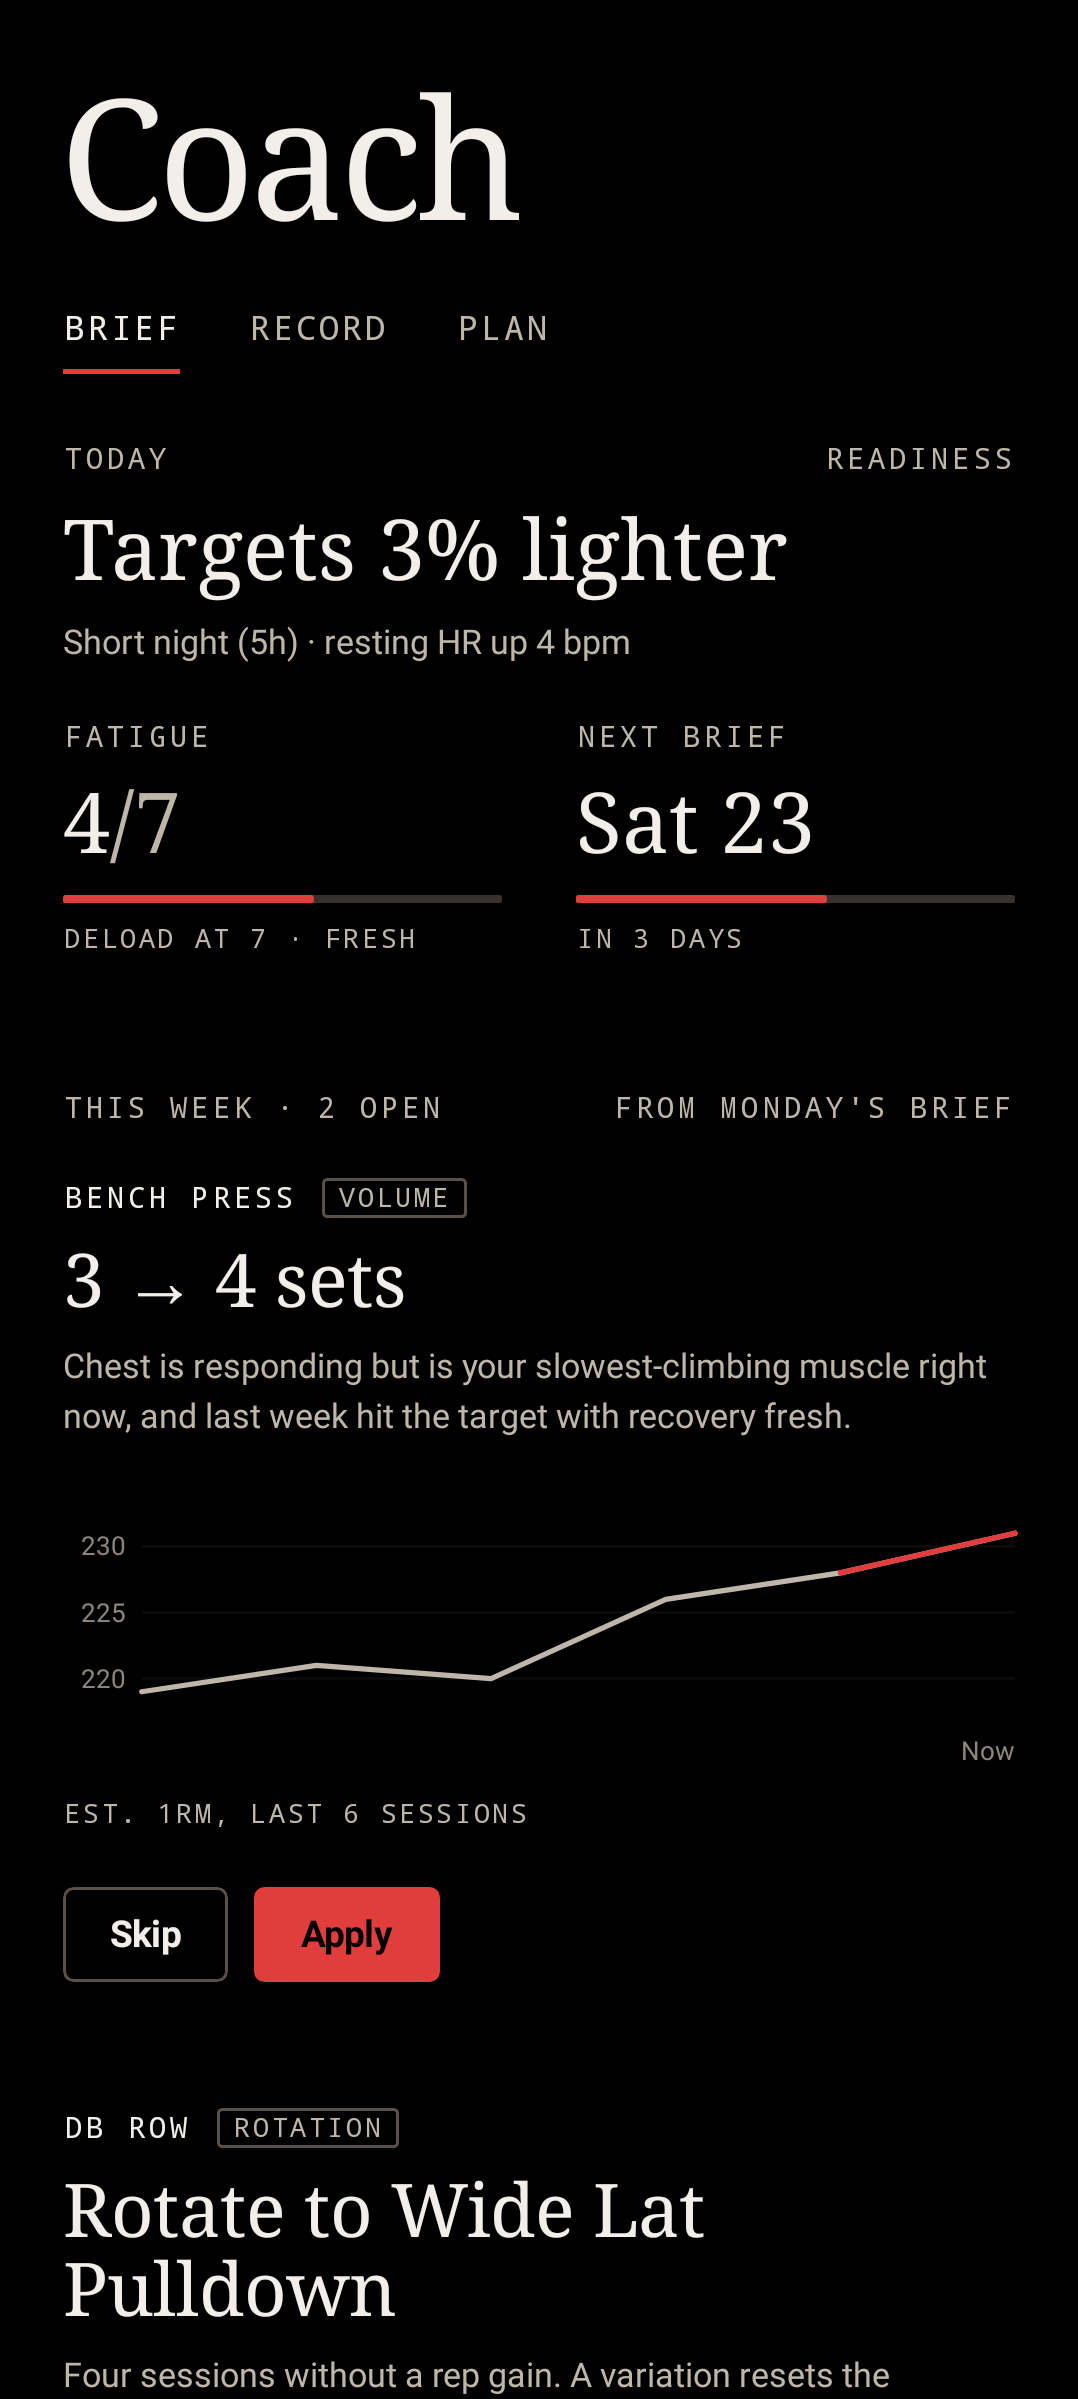 Coach
BRIEF RECORD PLAN
TODAY READINESS
Targets 3% lighter
Short night (5h) · resting HR up 4 bpm
FATIGUE NEXT BRIEF
4/7 Sat 23
DELOAD AT 7 · FRESH IN 3 DAYS
THIS WEEK · 2 OPEN FROM MONDAY'S BRIEF
BENCH PRESS VOLUME
3 → 4 sets
Chest is responding but is your slowest-climbing muscle right
now, and last week hit the target with recovery fresh.
230
225
220
Now
EST. 1RM, LAST 6 SESSIONS
Skip Apply
DB ROW ROTATION
Rotate to Wide Lat
Pulldown
Four sessions without a rep gain. A variation resets the